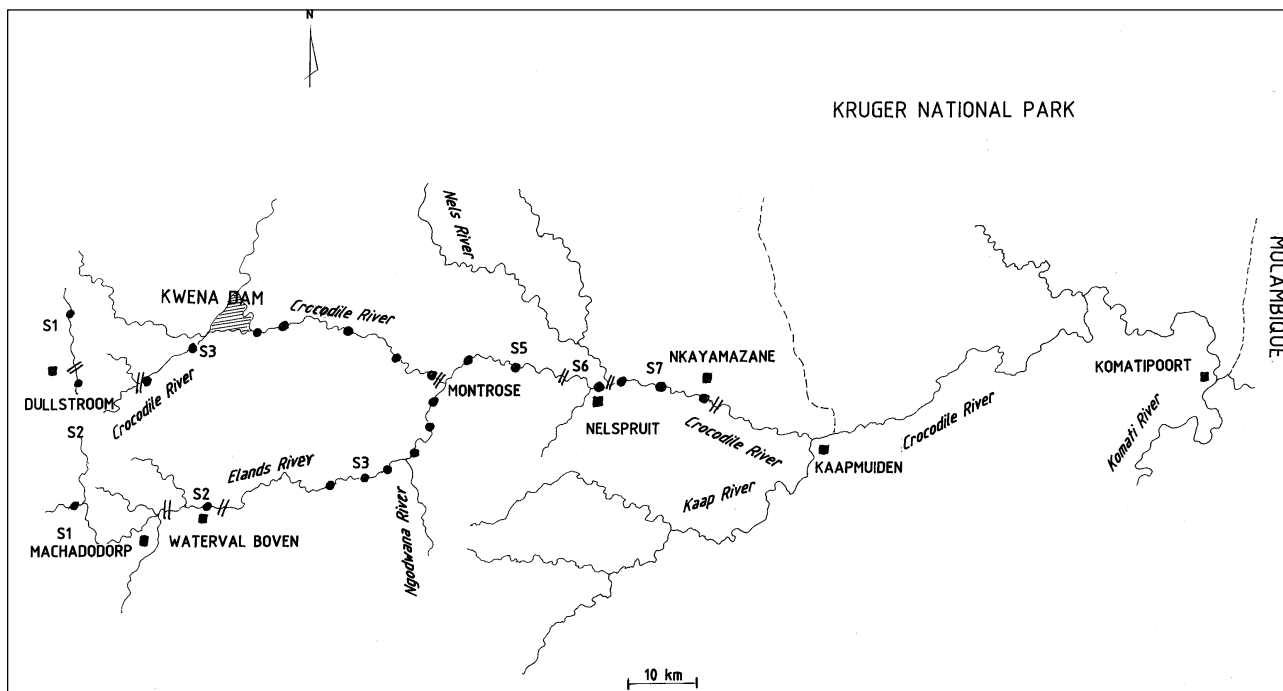 N
KRUGER NATIONAL PARK
Nels River
MOCAMBIQUE
KWENA DAM
Crocodile River
S1
S3
S5
S6
S7
NKAYAMAZANE
MONTROSE
KOMATIPOORT
DULLSTROOM
Crocodile River
NELSPRUIT
Crocodile River
Crocodile River
Komati River
S2
KAAPMUIDEN
Elands River
S3
Kaap River
S2
S1
Ngodwana River
WATERVAL BOVEN
MACHADODORP
10 km